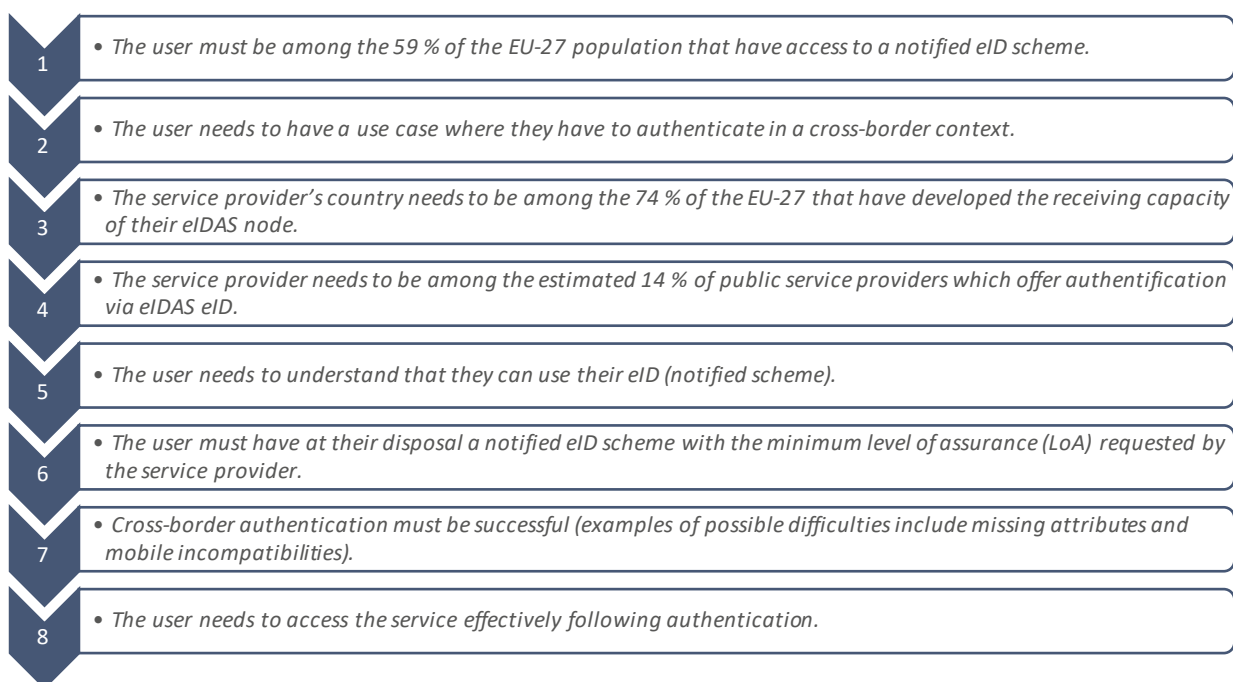 1
• The user must be among the 59 % of the EU-27 population that have access to a notified eID scheme.
2
• The user needs to have a use case where they have to authenticate in a cross-border context.
3
• The service provider's country needs to be among the 74 % of the EU-27 that have developed the receiving capacity
of their eIDAS node.
4
• The service provider needs to be among the estimated 14 % of public service providers which offer authentification
via eIDAS eID.
5
• The user needs to understand that they can use their eID (notified scheme).
6
• The user must have at their disposal a notified eID scheme with the minimum level of assurance (LoA) requested by
the service provider.
7
• Cross-border authentication must be successful (examples of possible difficulties include missing attributes and
mobile incompatibilities).
8
• The user needs to access the service effectively following authentication.